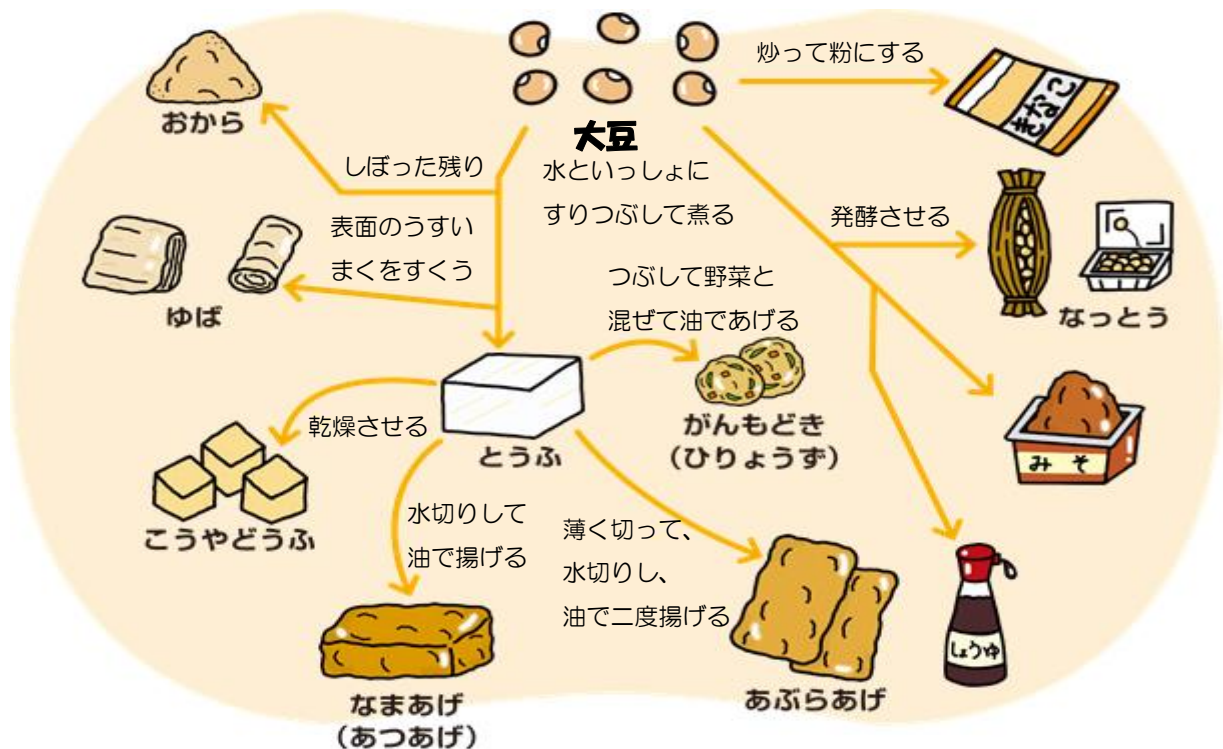 炒って粉にする
きなこ
おから
大豆
しぼった残り
水といっしょに
すりつぶして煮る
発酵させる
表面のうすい
まくをすくう
つぶして野菜と
混ぜて油であげる
ゆば
なっとう
がんもどき
(ひりょうず)
乾燥させる
とうふ
みそ
こうやどうふ
水切りして
油で揚げる
薄く切って、
水切りし、
油で二度揚げる
しょうゆ
なまあげ
(あつあげ)
あぶらあげ